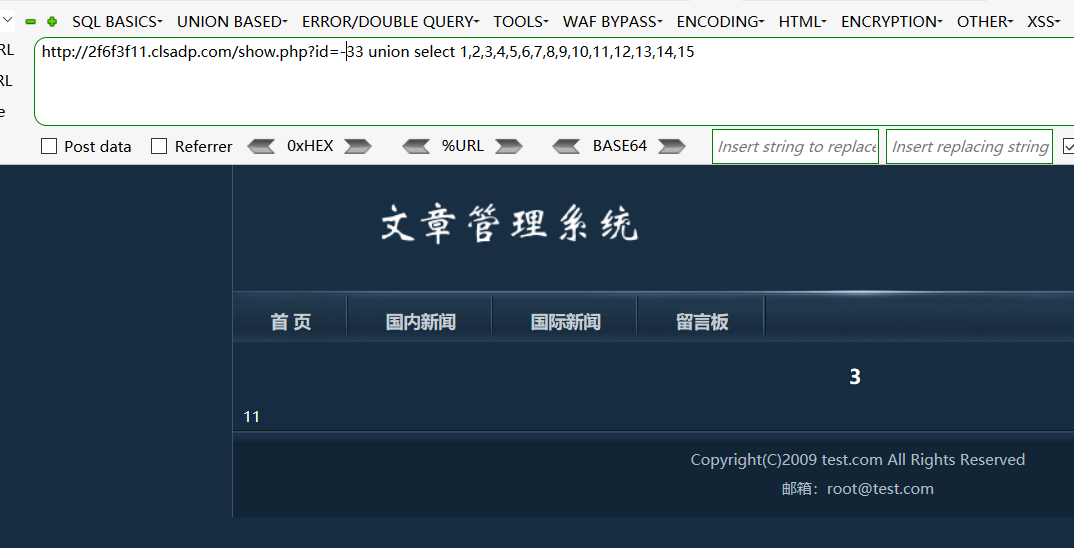 SQL BASICS UNION BASED ERROR/DOUBLE QUERY TOOLS WAF BYPASS ENCODING HTML ENCRYPTION OTHER XSS
RL
http://2f6f3f11.clsadp.com/show.php?id=-33 union select 1,2,3,4,5,6,7,8,9,10,11,12,13,14,15
RL
e
Post data Referrer 0xHEX %URL BASE64 Insert string to replace Insert replacing string
文章管理系统
首 页 国内新闻 国际新闻 留言板
3
11
Copyright(C)2009 test.com All Rights Reserved
邮箱：root@test.com